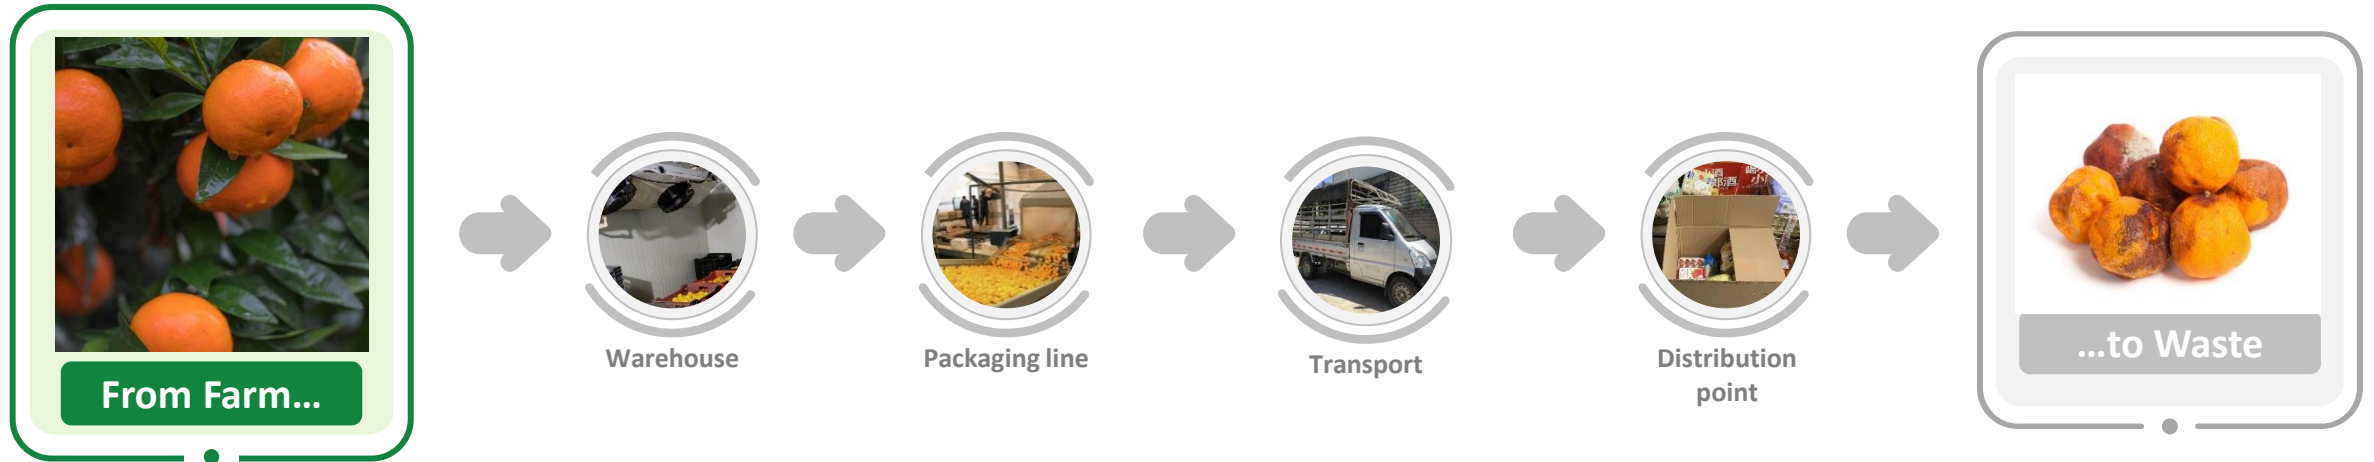 From Farm...
Warehouse
Packaging line
Transport
Distribution
point
...to Waste